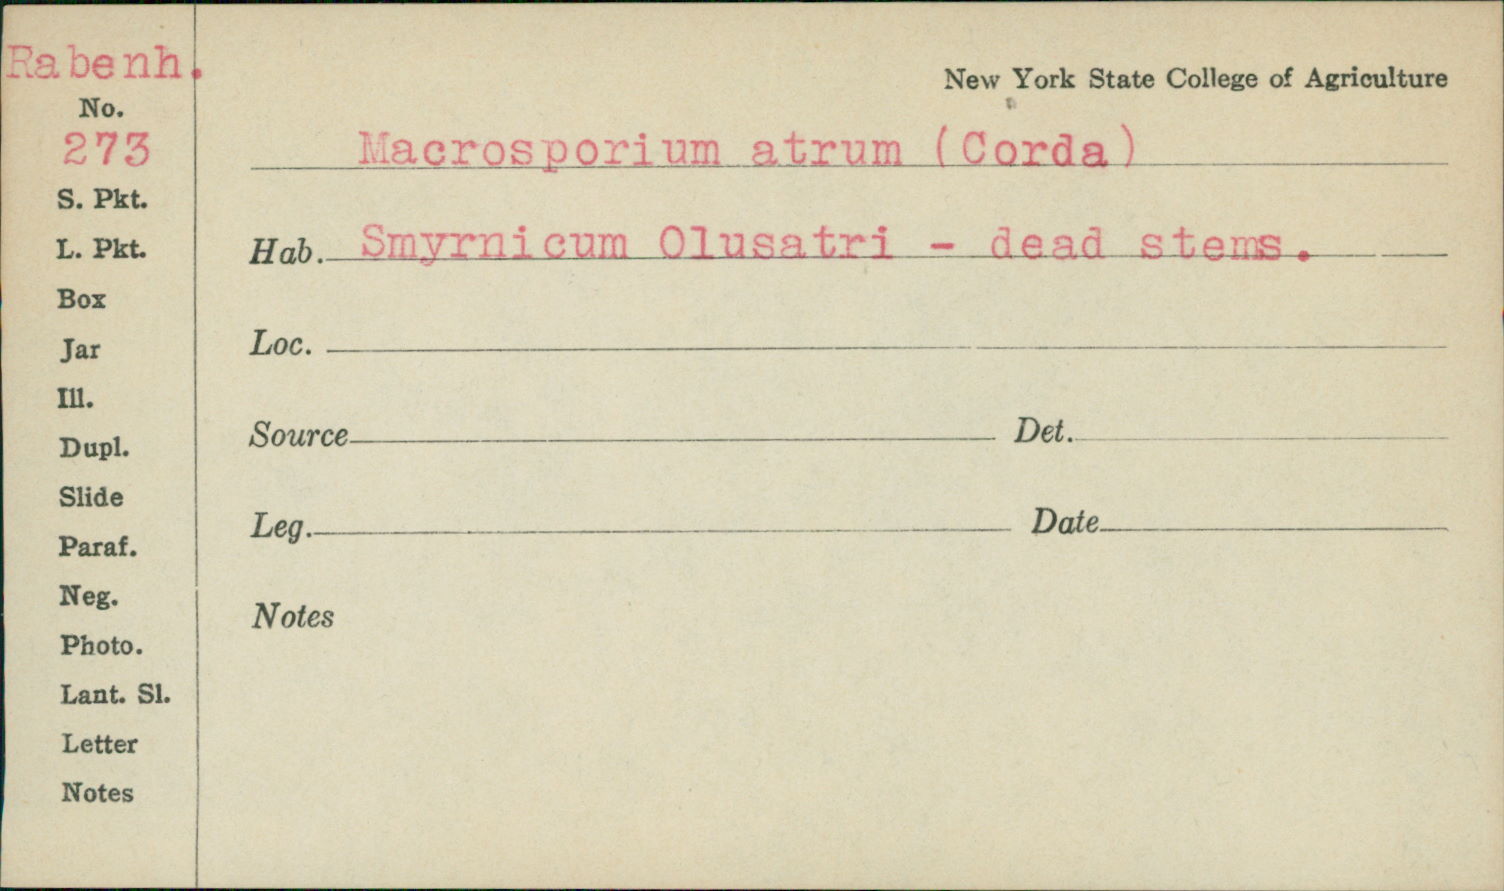 Rabenh.
No.
273
S. Pkt.
L. Pkt.
Box
Jar
Ill.
Dupl.
Slide
Paraf.
Neg.
Photo.
Lant. Sl.
Letter
Notes
New York State College of Agriculture
Macrosporium atrum (Corda)
Hab. Smyrnicum Olusatri - dead stems.
Loc.
Source Det.
Leg. Date
Notes